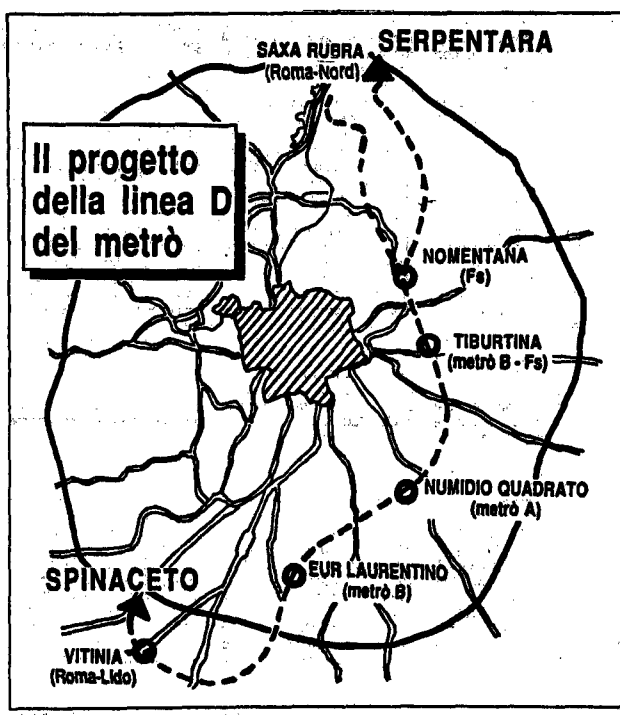 SAXA RUBRA
(Roma-Nord)
SERPENTARA
Il progetto
della linea D
del metrò
NOMENTANA
(Fs)
TIBURTINA
(metrò B - Fs)
NUMIDIO QUADRATO
(metrò A)
EUR LAURENTINO
(metrò B)
SPINACETO
VITINIA
(Roma-Lido)